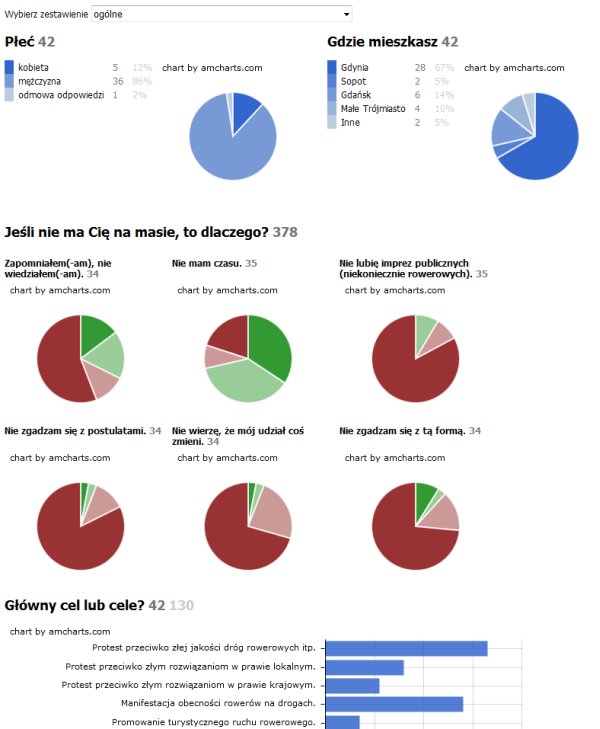 Wybierz zestawienie ogólne
Płeć 42
kobieta 5 12%
mężczyzna 36 86%
odmowa odpowiedzi 1 2%
chart by amcharts.com
Gdzie mieszkasz 42
Gdynia 28 67%
Sopot 2 5%
Gdańsk 6 14%
Małe Trójmiasto 4 10%
Inne 2 5%
chart by amcharts.com
Jeśli nie ma Cię na masie, to dlaczego? 378
Zapomniałem(-am), nie
wiedziałem(-am). 34
chart by amcharts.com
Nie mam czasu. 35
chart by amcharts.com
Nie lubię imprez publicznych
(niekoniecznie rowerowych). 35
chart by amcharts.com
Nie zgadzam się z postulatami. 34
chart by amcharts.com
Nie wierzę, że mój udział coś
zmieni. 34
chart by amcharts.com
Nie zgadzam się z tą formą. 34
chart by amcharts.com
Główny cel lub cele? 42 130
chart by amcharts.com
Protest przeciwko złej jakości dróg rowerowych itp.
Protest przeciwko złym rozwiązaniom w prawie lokalnym.
Protest przeciwko złym rozwiązaniom w prawie krajowym.
Manifestacja obecności rowerów na drogach.
Promowanie turystycznego ruchu rowerowego.